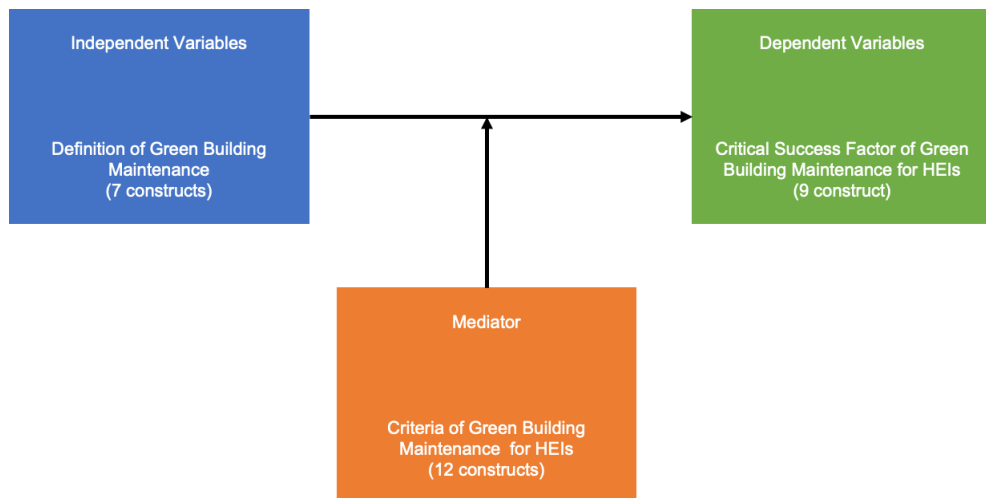 Independent Variables
Definition of Green Building
Maintenance
(7 constructs)
Dependent Variables
Critical Success Factor of Green
Building Maintenance for HEIs
(9 construct)
Mediator
Criteria of Green Building
Maintenance for HEIs
(12 constructs)